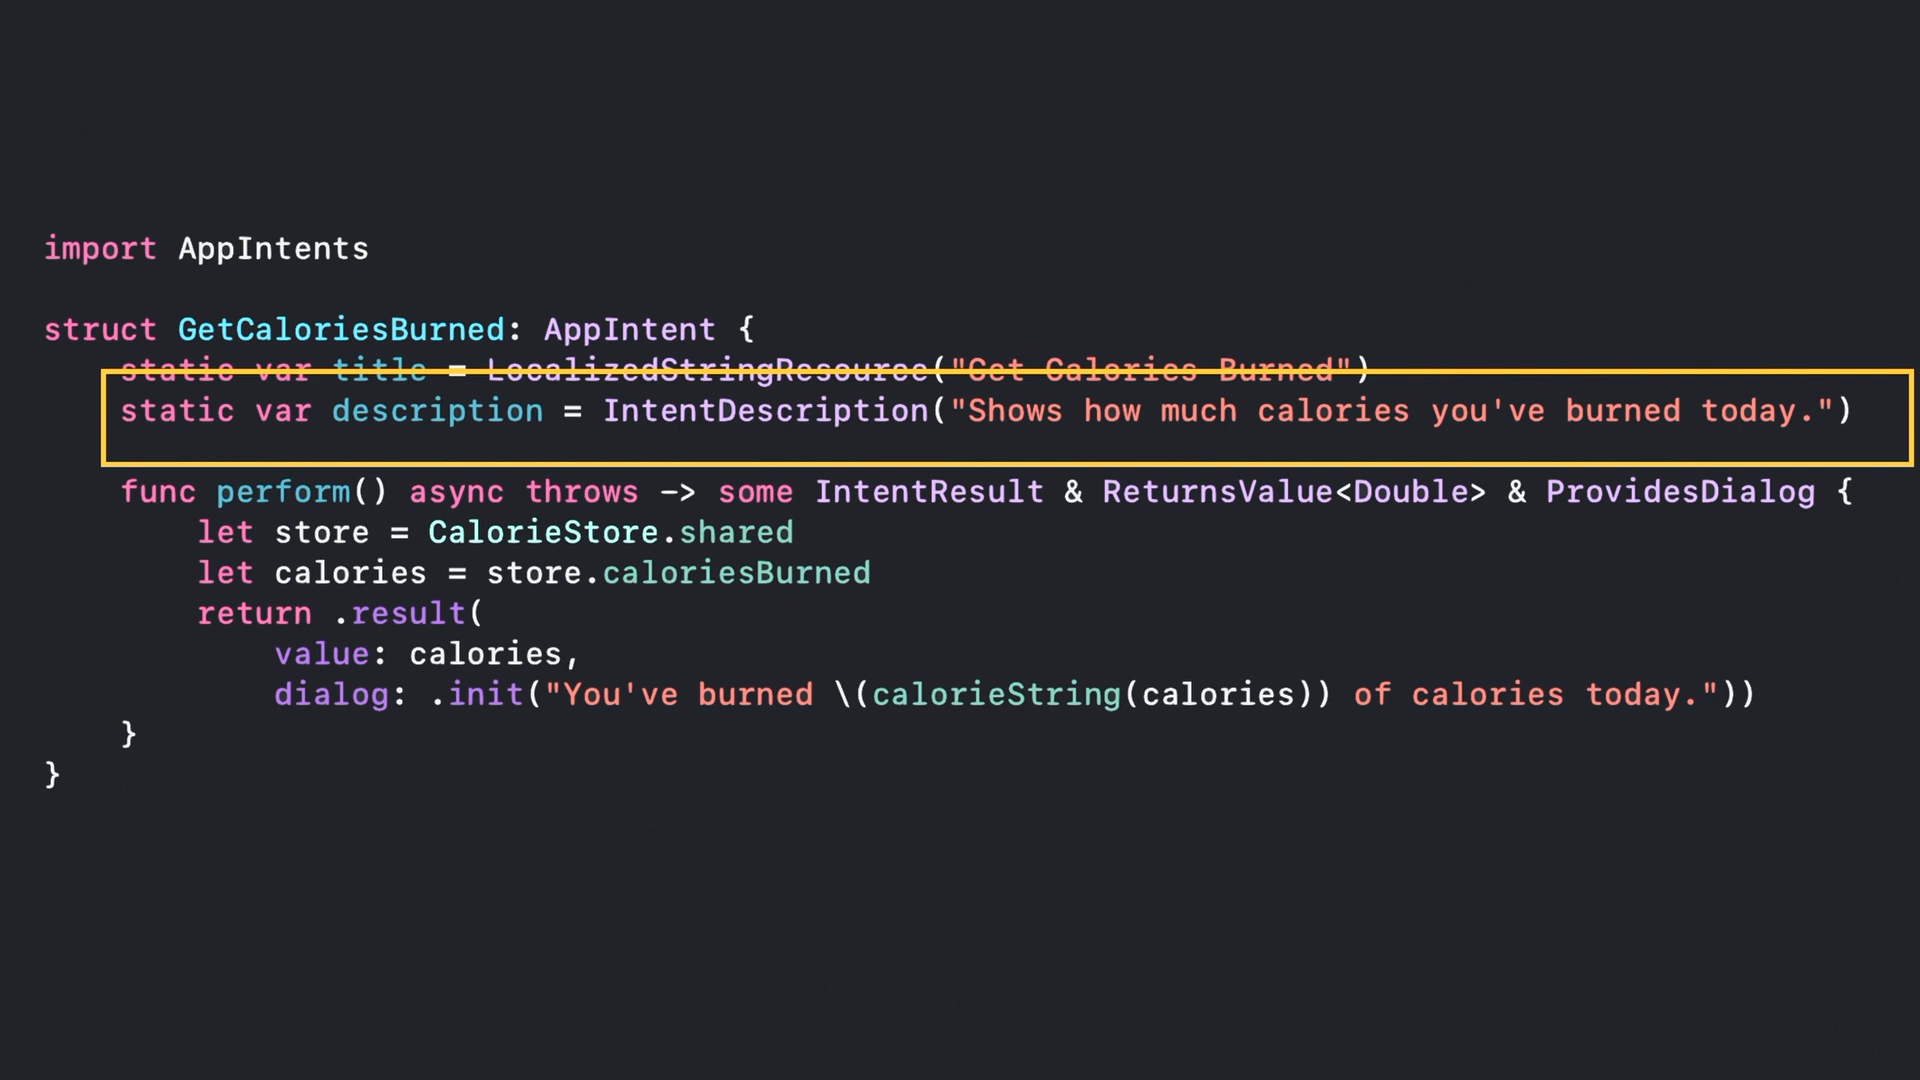 import AppIntents
struct GetCaloriesBurned: AppIntent {
static var title = LocalizedStringResource("Get Calories Burned")
static var description = IntentDescription("Shows how much calories you've burned today.")
func perform() async throws -> some IntentResult & ReturnsValue<Double> & ProvidesDialog {
let store = CalorieStore.shared
let calories = store.caloriesBurned
return .result(
value: calories,
dialog: .init("You've burned \(calorieString(calories)) of calories today."))
}
}